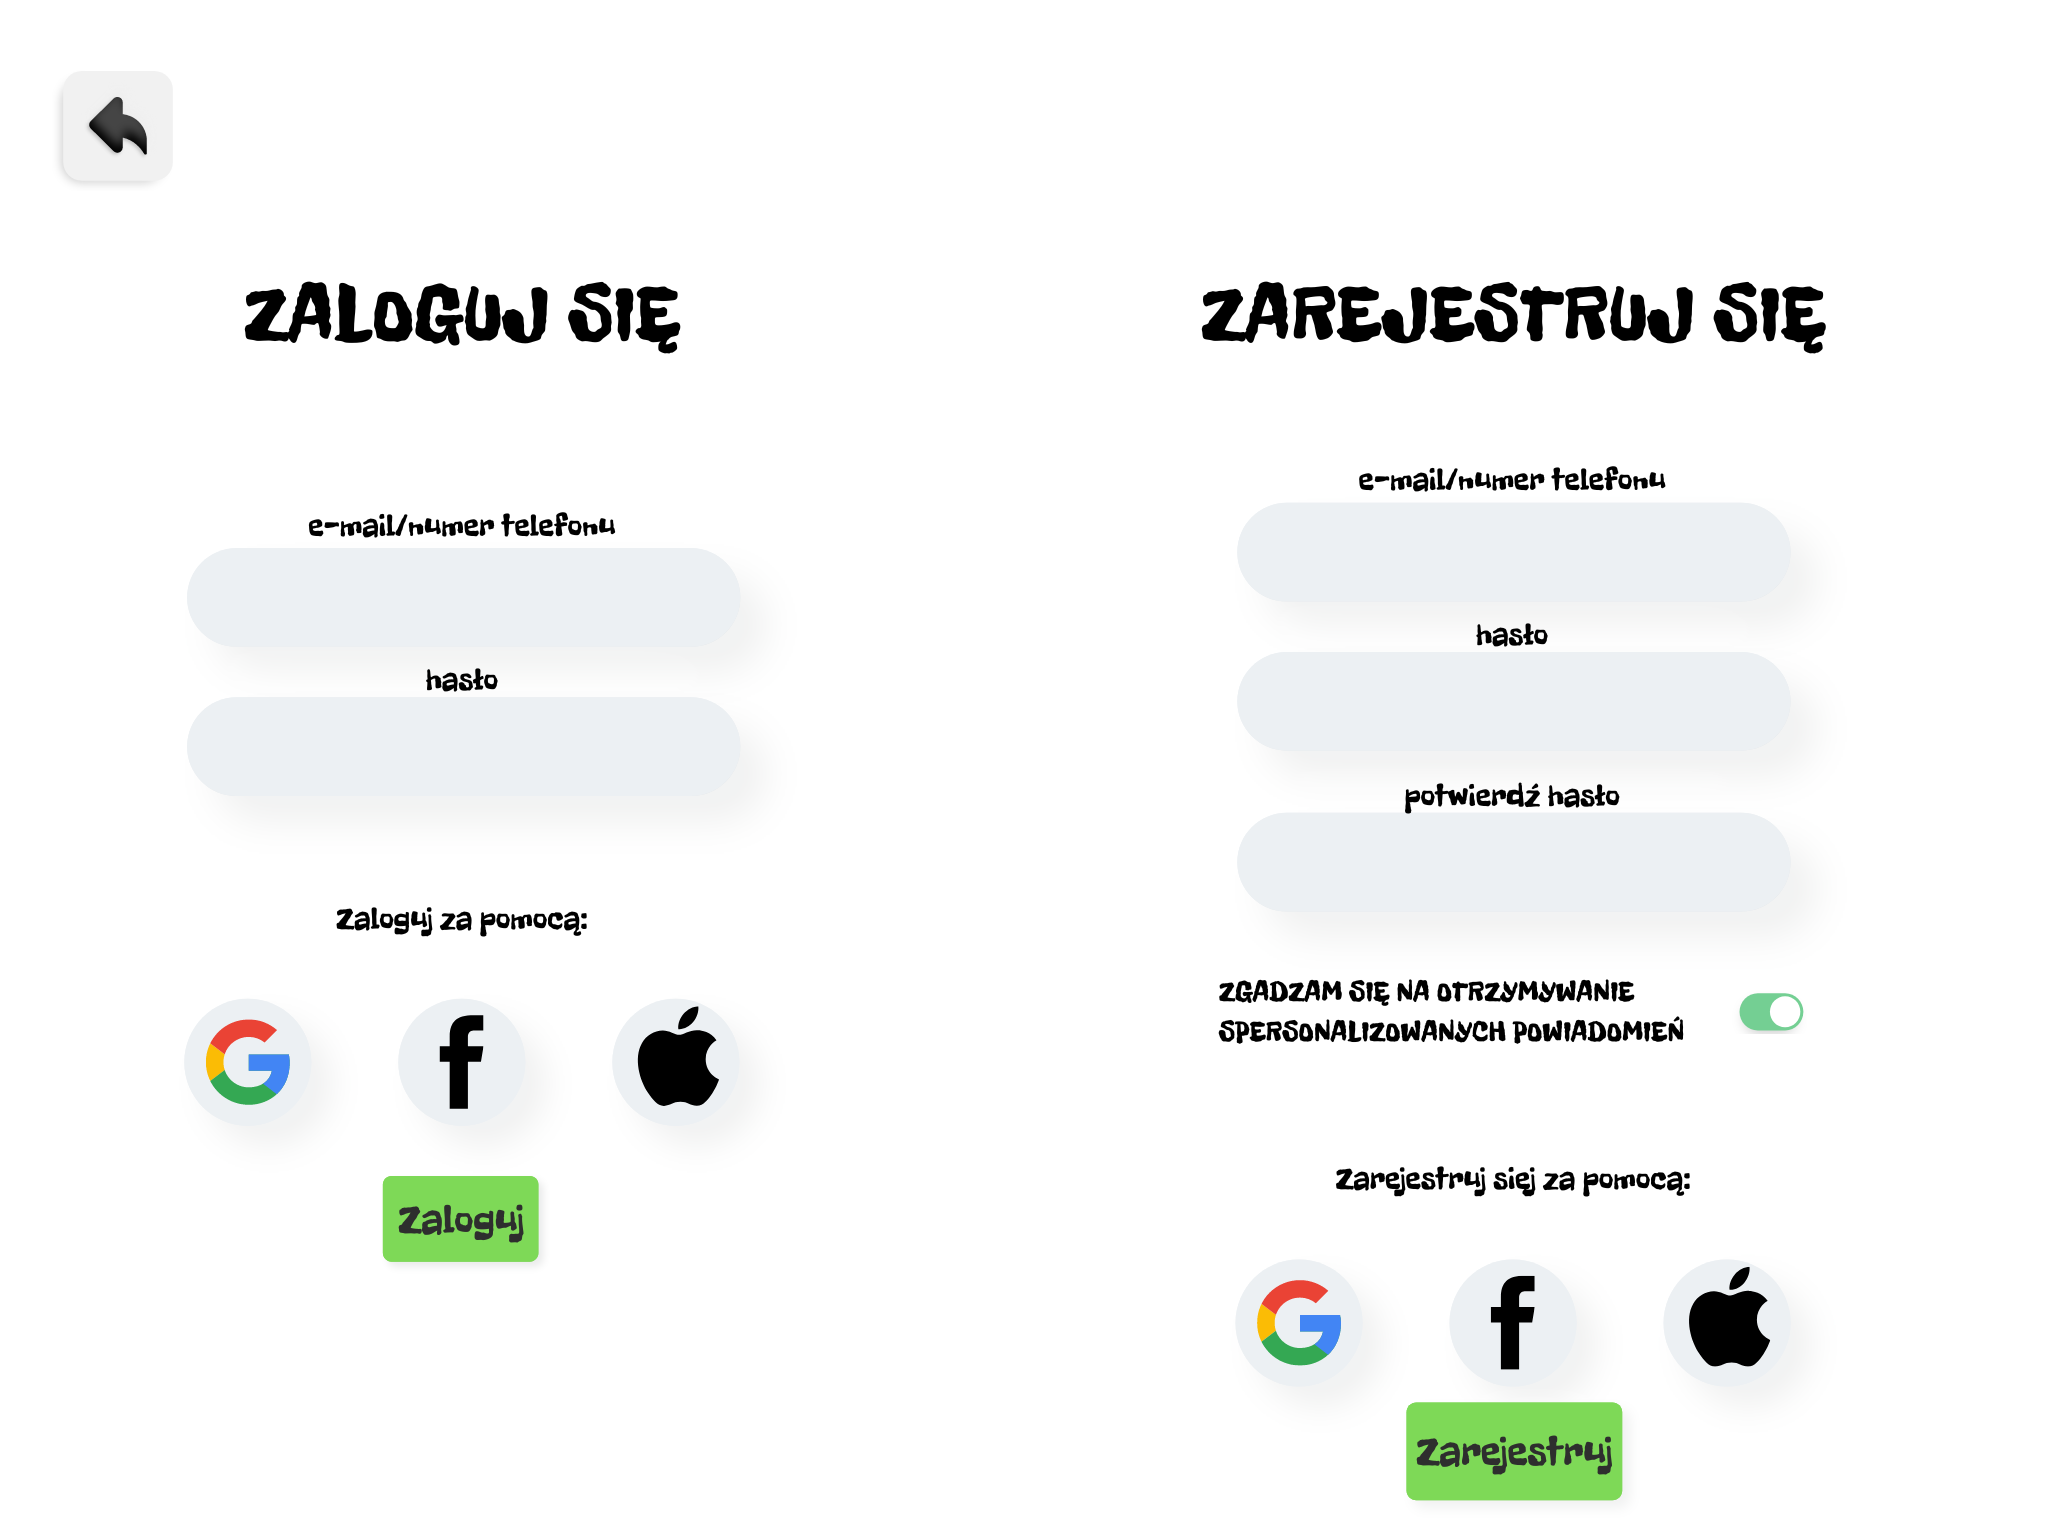 ZALOGUJ SIĘ
e-mail/numer telefonu
hasło
Zaloguj za pomocą:
Zaloguj
ZAREJESTRUJ SIĘ
e-mail/numer telefonu
hasło
potwierdź hasło
ZGADZAM SIĘ NA OTRZYMYWANIE
SPERSONALIZOWANYCH POWIADOMIEŃ
Zarejestruj sięj za pomocą:
Zarejestruj